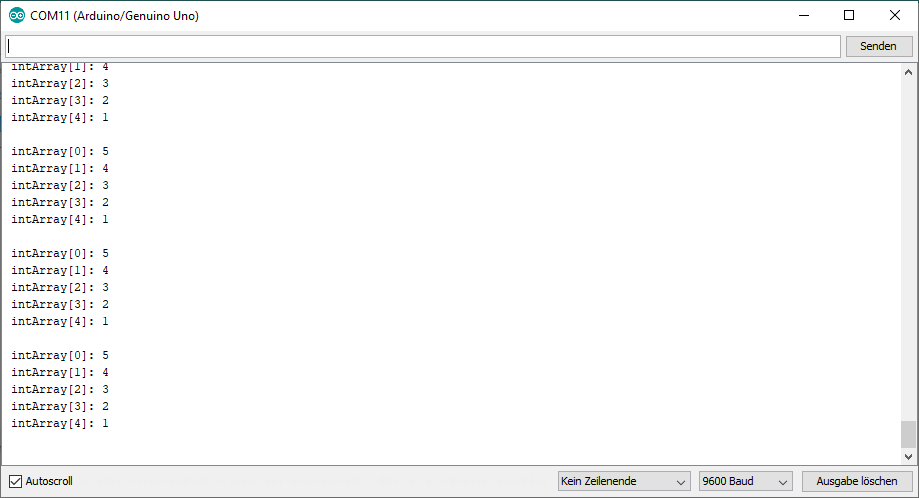 COM11 (Arduino/Genuino Uno)
Senden
intArray[1]: 4
intArray[2]: 3
intArray[3]: 2
intArray[4]: 1
intArray[0]: 5
intArray[1]: 4
intArray[2]: 3
intArray[3]: 2
intArray[4]: 1
intArray[0]: 5
intArray[1]: 4
intArray[2]: 3
intArray[3]: 2
intArray[4]: 1
intArray[0]: 5
intArray[1]: 4
intArray[2]: 3
intArray[3]: 2
intArray[4]: 1
Autoscroll
Kein Zeilenende
9600 Baud
Ausgabe löschen